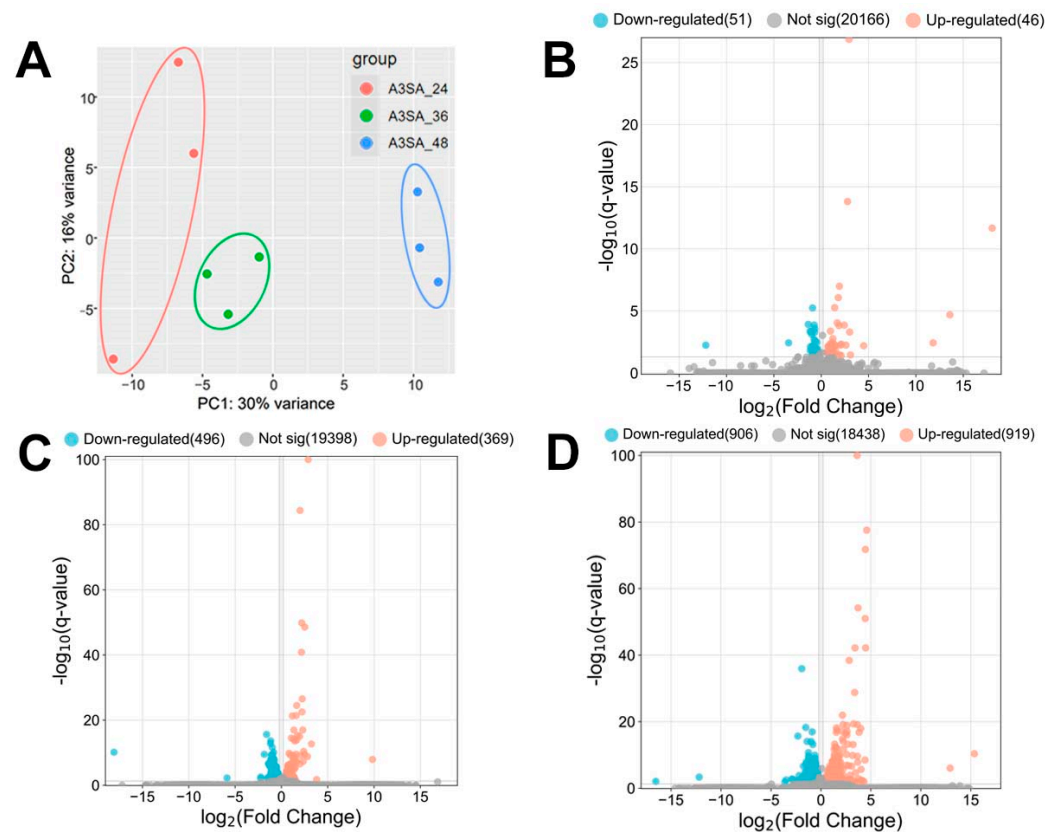 A
group
A3SA_24
A3SA_36
A3SA_48
10
5
0
−5
−10
−5
0
5
10
PC2: 16% variance
PC1: 30% variance
B
Down-regulated(51) Not sig(20166) Up-regulated(46)
25
20
15
10
5
0
−15 −10 −5 0 5 10 15
-log10(q-value)
log2(Fold Change)
C
Down-regulated(496) Not sig(19398) Up-regulated(369)
100
80
60
40
20
0
−15 −10 −5 0 5 10 15
-log10(q-value)
log2(Fold Change)
D
Down-regulated(906) Not sig(18438) Up-regulated(919)
100
80
60
40
20
0
−15 −10 −5 0 5 10 15
-log10(q-value)
log2(Fold Change)